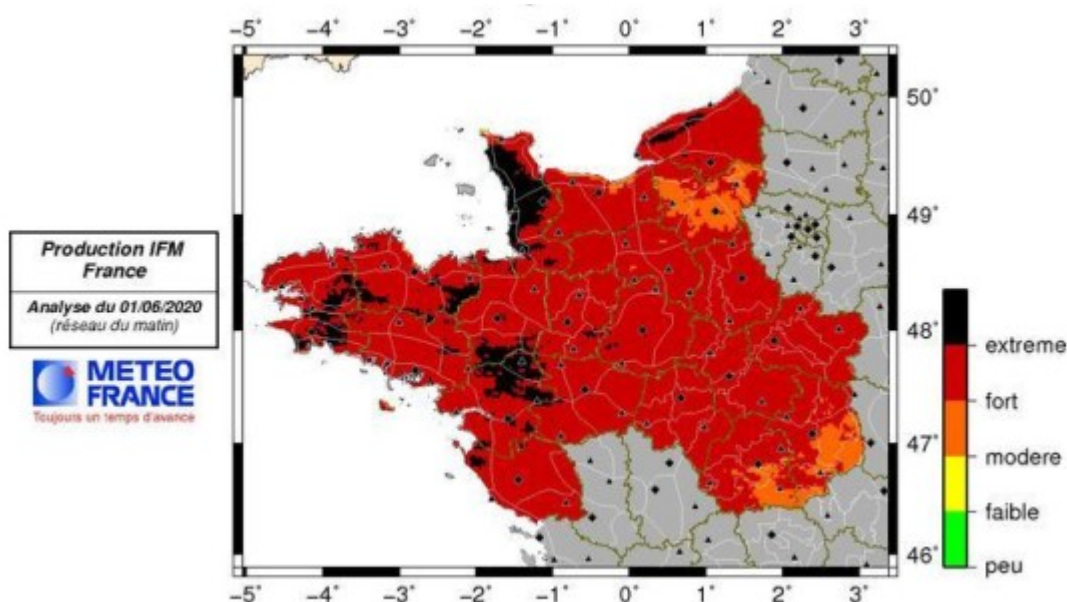 −5° −4° −3° −2° −1° 0° 1° 2° 3°
50°
49°
48°
47°
46°
Production IFM
France
Analyse du 01/06/2020
(réseau du matin)
METEO
FRANCE
Toujours un temps d'avance
extreme
fort
modere
faible
peu
−5° −4° −3° −2° −1° 0° 1° 2° 3°